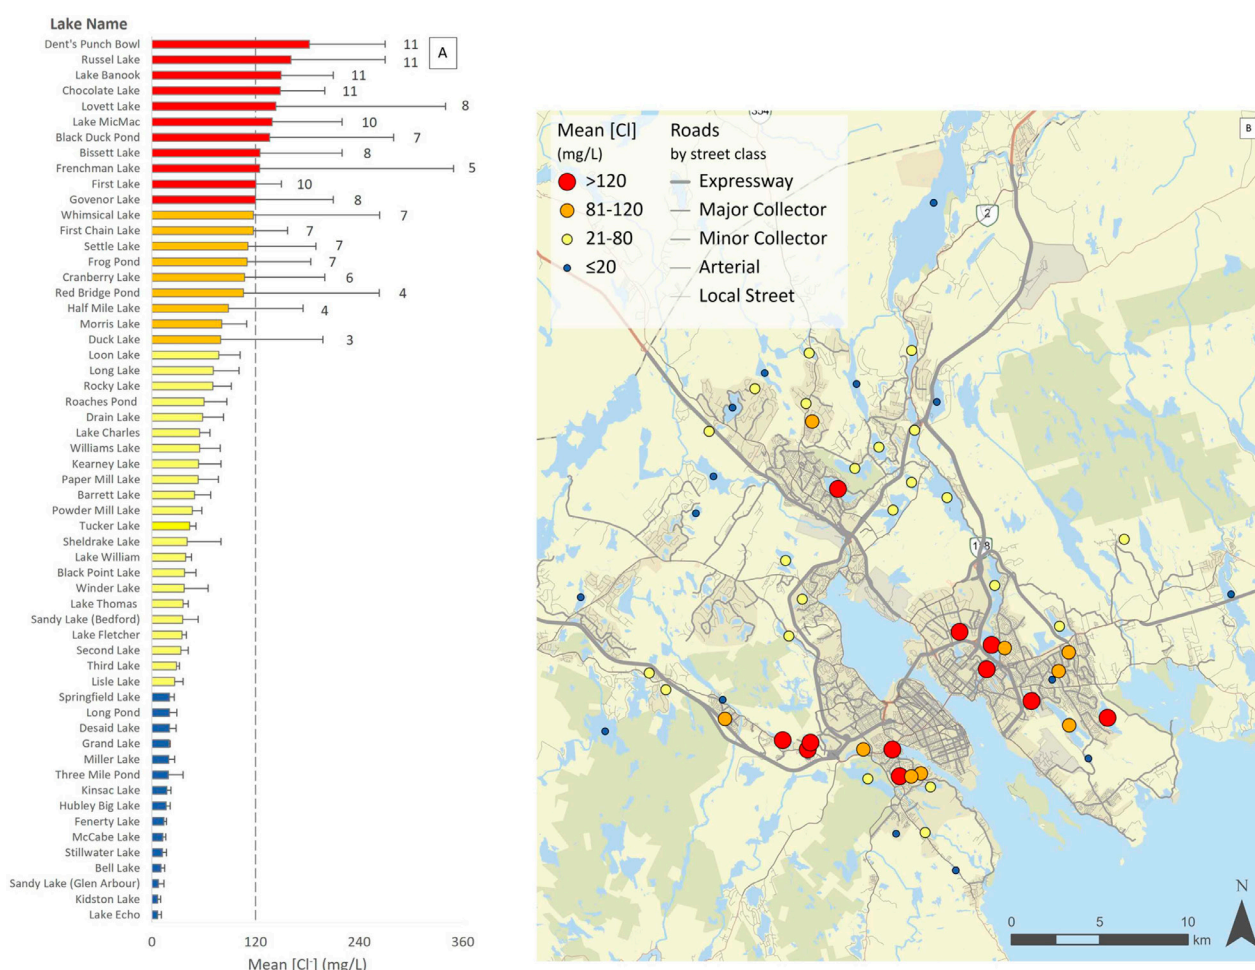 Lake Name
Dent's Punch Bowl 11
A
Russel Lake 11
Lake Banook 11
Chocolate Lake 11
Lovett Lake 8
Lake MicMac 10
Black Duck Pond 7
Bissett Lake 8
Frenchman Lake 5
First Lake 10
Govenor Lake 8
Whimsical Lake 7
First Chain Lake 7
Settle Lake 7
Frog Pond 7
Cranberry Lake 6
Red Bridge Pond 4
Half Mile Lake 4
Morris Lake
Duck Lake 3
Loon Lake
Long Lake
Rocky Lake
Roaches Pond
Drain Lake
Lake Charles
Williams Lake
Kearney Lake
Paper Mill Lake
Barrett Lake
Powder Mill Lake
Tucker Lake
Sheldrake Lake
Lake William
Black Point Lake
Winder Lake
Lake Thomas
Sandy Lake (Bedford)
Lake Fletcher
Second Lake
Third Lake
Lisle Lake
Springfield Lake
Long Pond
Desaid Lake
Grand Lake
Miller Lake
Three Mile Pond
Kinsac Lake
Hubley Big Lake
Fenerty Lake
McCabe Lake
Stillwater Lake
Bell Lake
Sandy Lake (Glen Arbour)
Kidston Lake
Lake Echo
0 120 240 360
Mean [Cl⁻] (mg/L)
354
B
Mean [Cl] Roads
(mg/L) by street class
>120 Expressway
81-120 Major Collector
21-80 Minor Collector
≤20 Arterial
Local Street
2
N
0 5 10
km